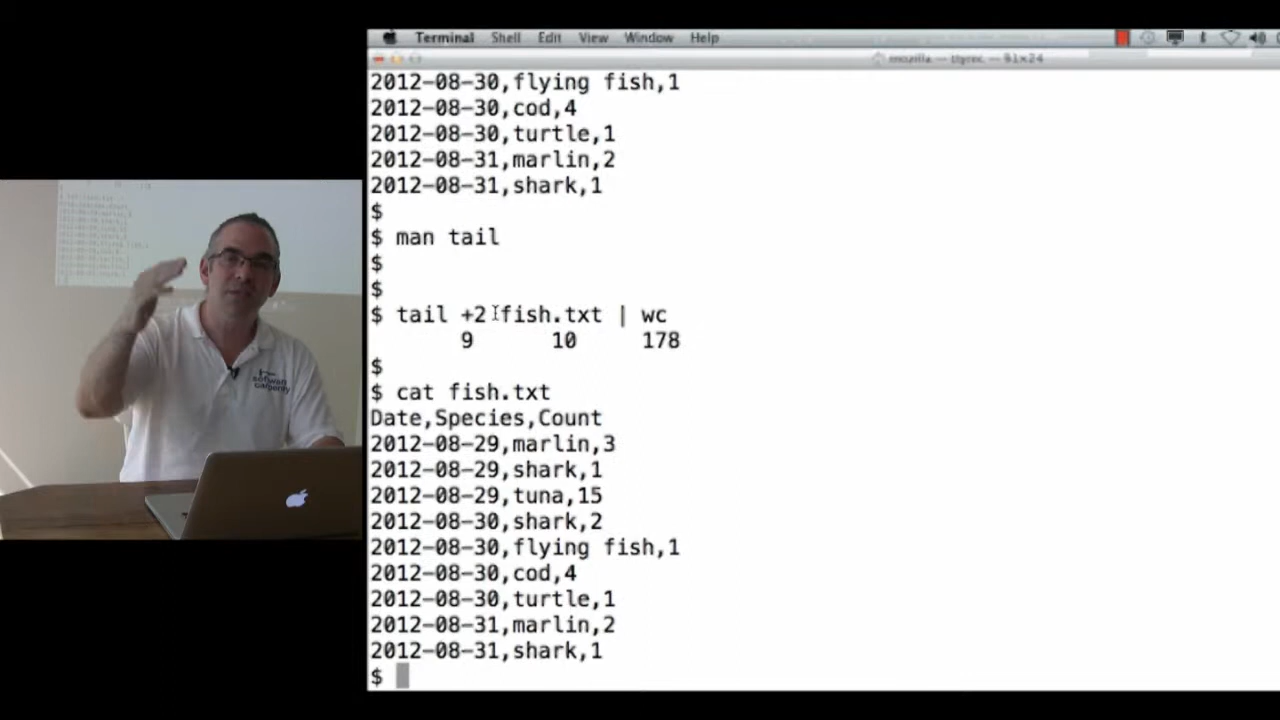 Terminal Shell Edit View Window Help
2012-08-30,flying fish,1
2012-08-30,cod,4
2012-08-30,turtle,1
2012-08-31,marlin,2
2012-08-31,shark,1
$
$ man tail
$
$
$ tail +2 fish.txt | wc
9 10 178
$
$ cat fish.txt
Date,Species,Count
2012-08-29,marlin,3
2012-08-29,shark,1
2012-08-29,tuna,15
2012-08-30,shark,2
2012-08-30,flying fish,1
2012-08-30,cod,4
2012-08-30,turtle,1
2012-08-31,marlin,2
2012-08-31,shark,1
$
software carpentry